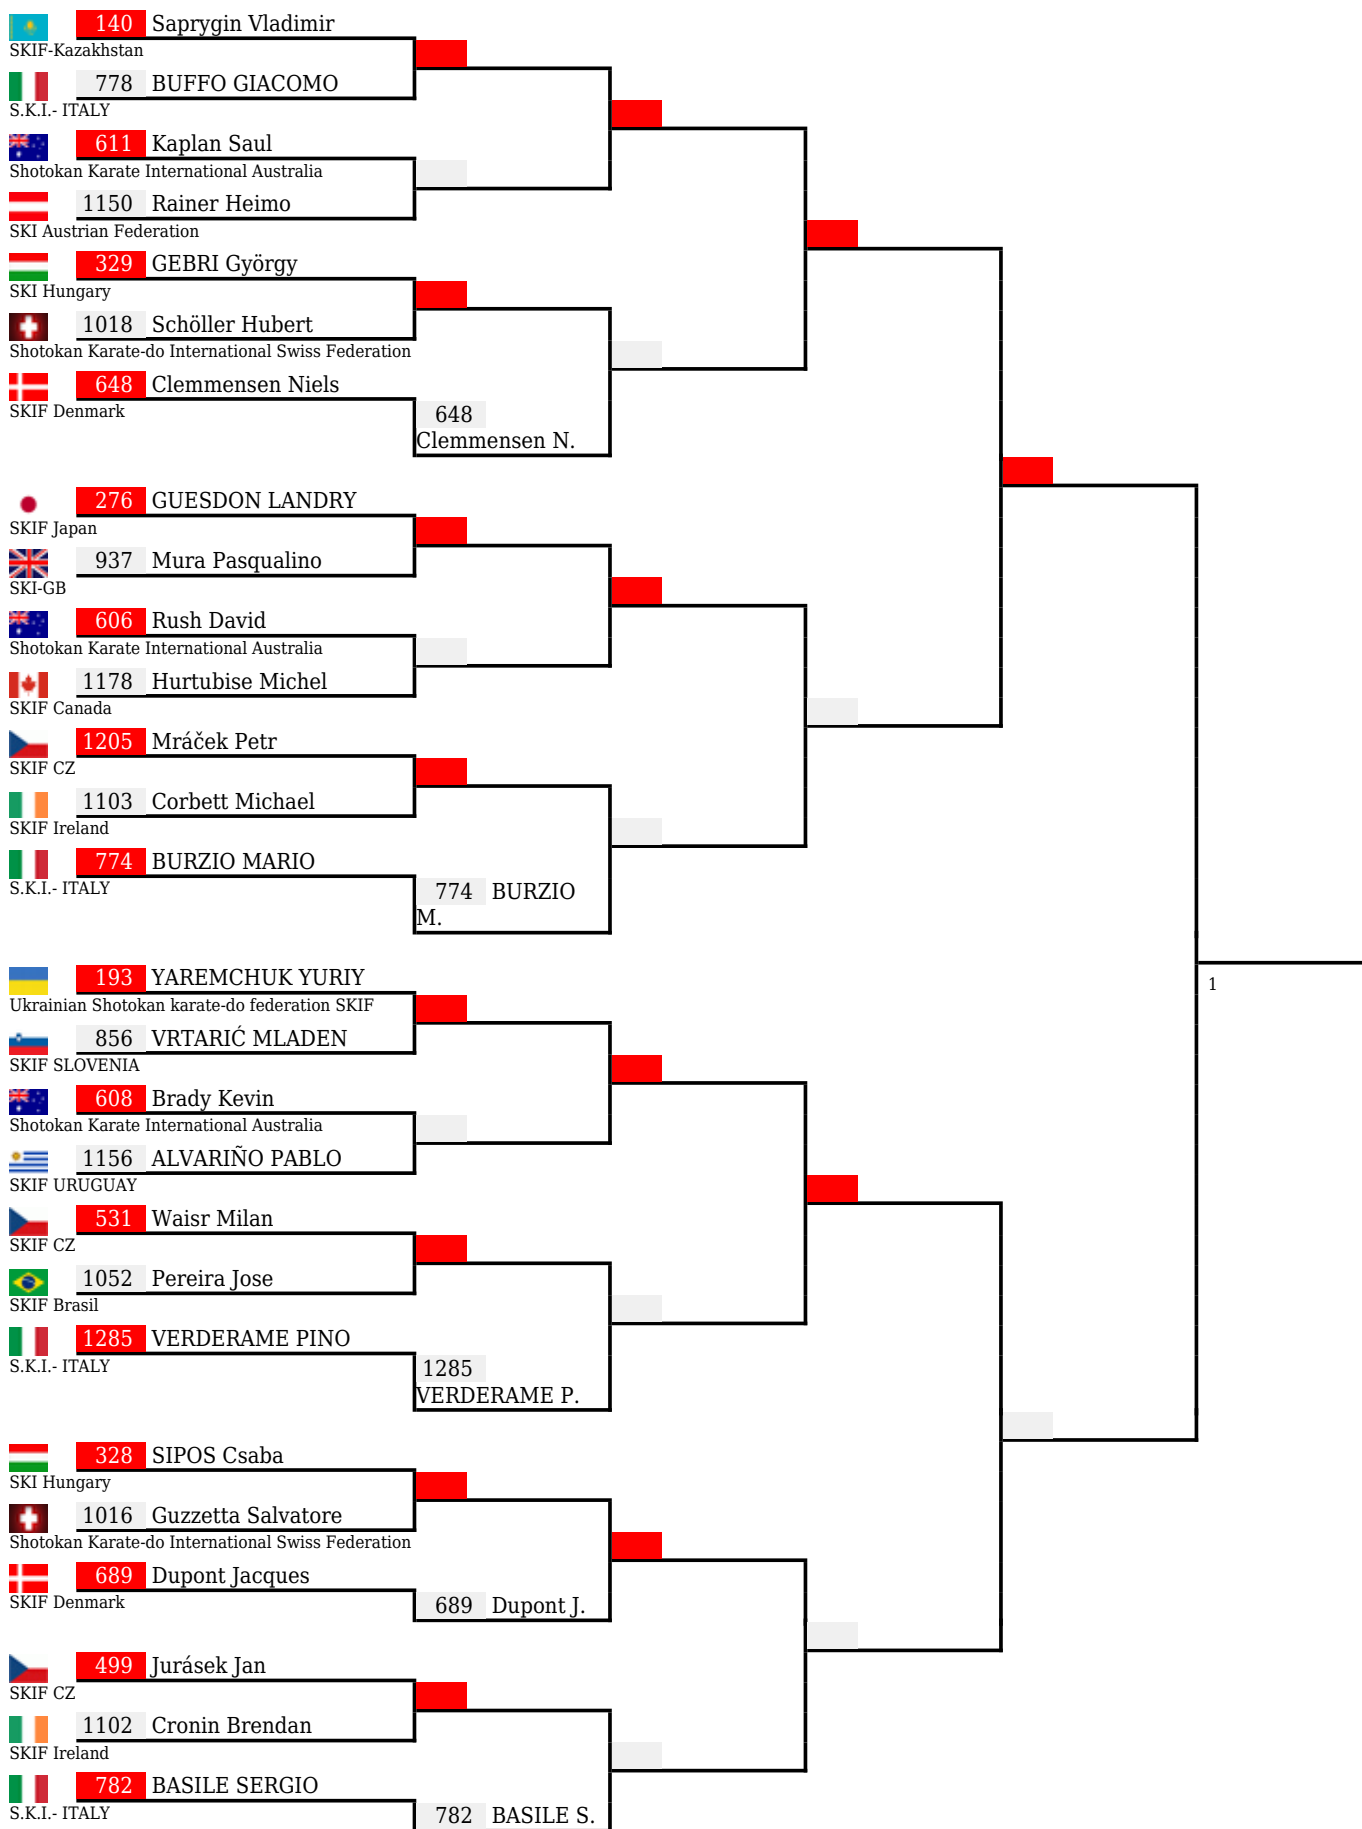 140 Saprygin Vladimir
SKIF-Kazakhstan
778 BUFFO GIACOMO
S.K.I.- ITALY
611 Kaplan Saul
Shotokan Karate International Australia
1150 Rainer Heimo
SKI Austrian Federation
329 GEBRI György
SKI Hungary
1018 Schöller Hubert
Shotokan Karate-do International Swiss Federation
648 Clemmensen Niels
SKIF Denmark
648
Clemmensen N.
276 GUESDON LANDRY
SKIF Japan
937 Mura Pasqualino
SKI-GB
606 Rush David
Shotokan Karate International Australia
1178 Hurtubise Michel
SKIF Canada
1205 Mráček Petr
SKIF CZ
1103 Corbett Michael
SKIF Ireland
774 BURZIO MARIO
S.K.I.- ITALY
774 BURZIO
M.
193 YAREMCHUK YURIY
Ukrainian Shotokan karate-do federation SKIF
1
856 VRTARIĆ MLADEN
SKIF SLOVENIA
608 Brady Kevin
Shotokan Karate International Australia
1156 ALVARIÑO PABLO
SKIF URUGUAY
531 Waisr Milan
SKIF CZ
1052 Pereira Jose
SKIF Brasil
1285 VERDERAME PINO
S.K.I.- ITALY
1285
VERDERAME P.
328 SIPOS Csaba
SKI Hungary
1016 Guzzetta Salvatore
Shotokan Karate-do International Swiss Federation
689 Dupont Jacques
SKIF Denmark
689 Dupont J.
499 Jurásek Jan
SKIF CZ
1102 Cronin Brendan
SKIF Ireland
782 BASILE SERGIO
S.K.I.- ITALY
782 BASILE S.